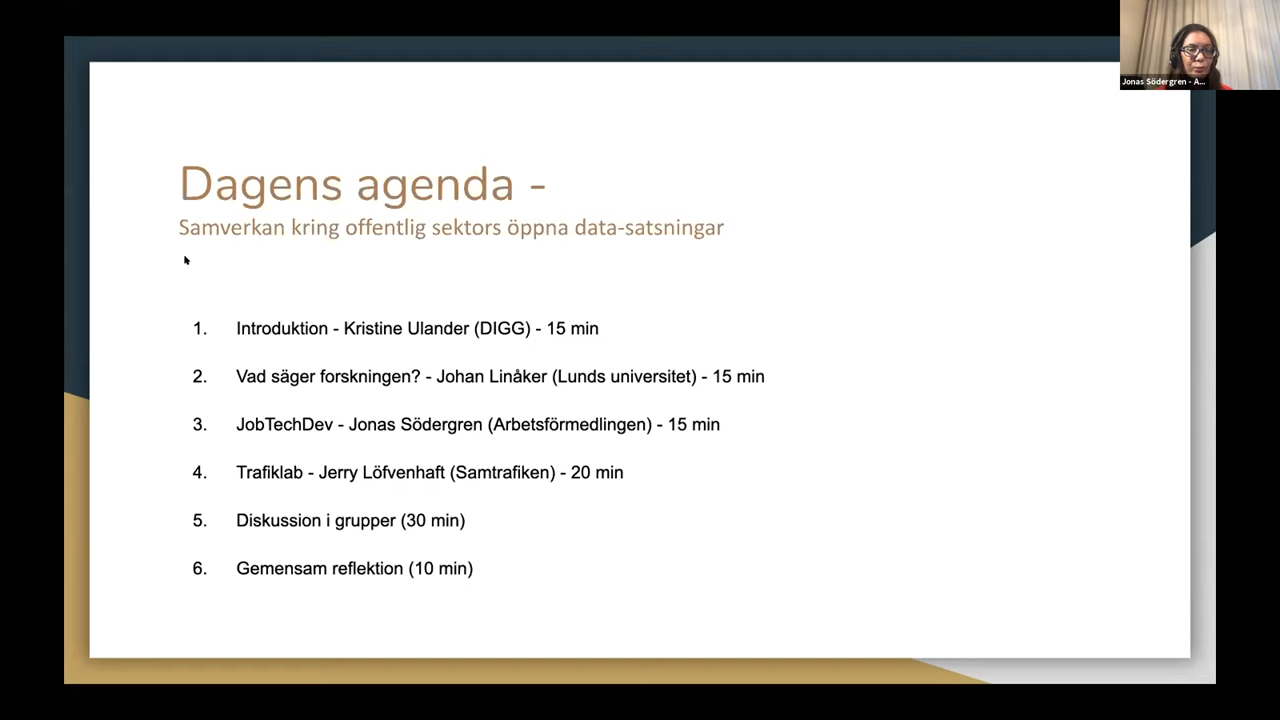 Jonas Södergren - A...
Dagens agenda -
Samverkan kring offentlig sektors öppna data-satsningar
1. Introduktion - Kristine Ulander (DIGG) - 15 min
2. Vad säger forskningen? - Johan Linåker (Lunds universitet) - 15 min
3. JobTechDev - Jonas Södergren (Arbetsförmedlingen) - 15 min
4. Trafiklab - Jerry Löfvenhaft (Samtrafiken) - 20 min
5. Diskussion i grupper (30 min)
6. Gemensam reflektion (10 min)